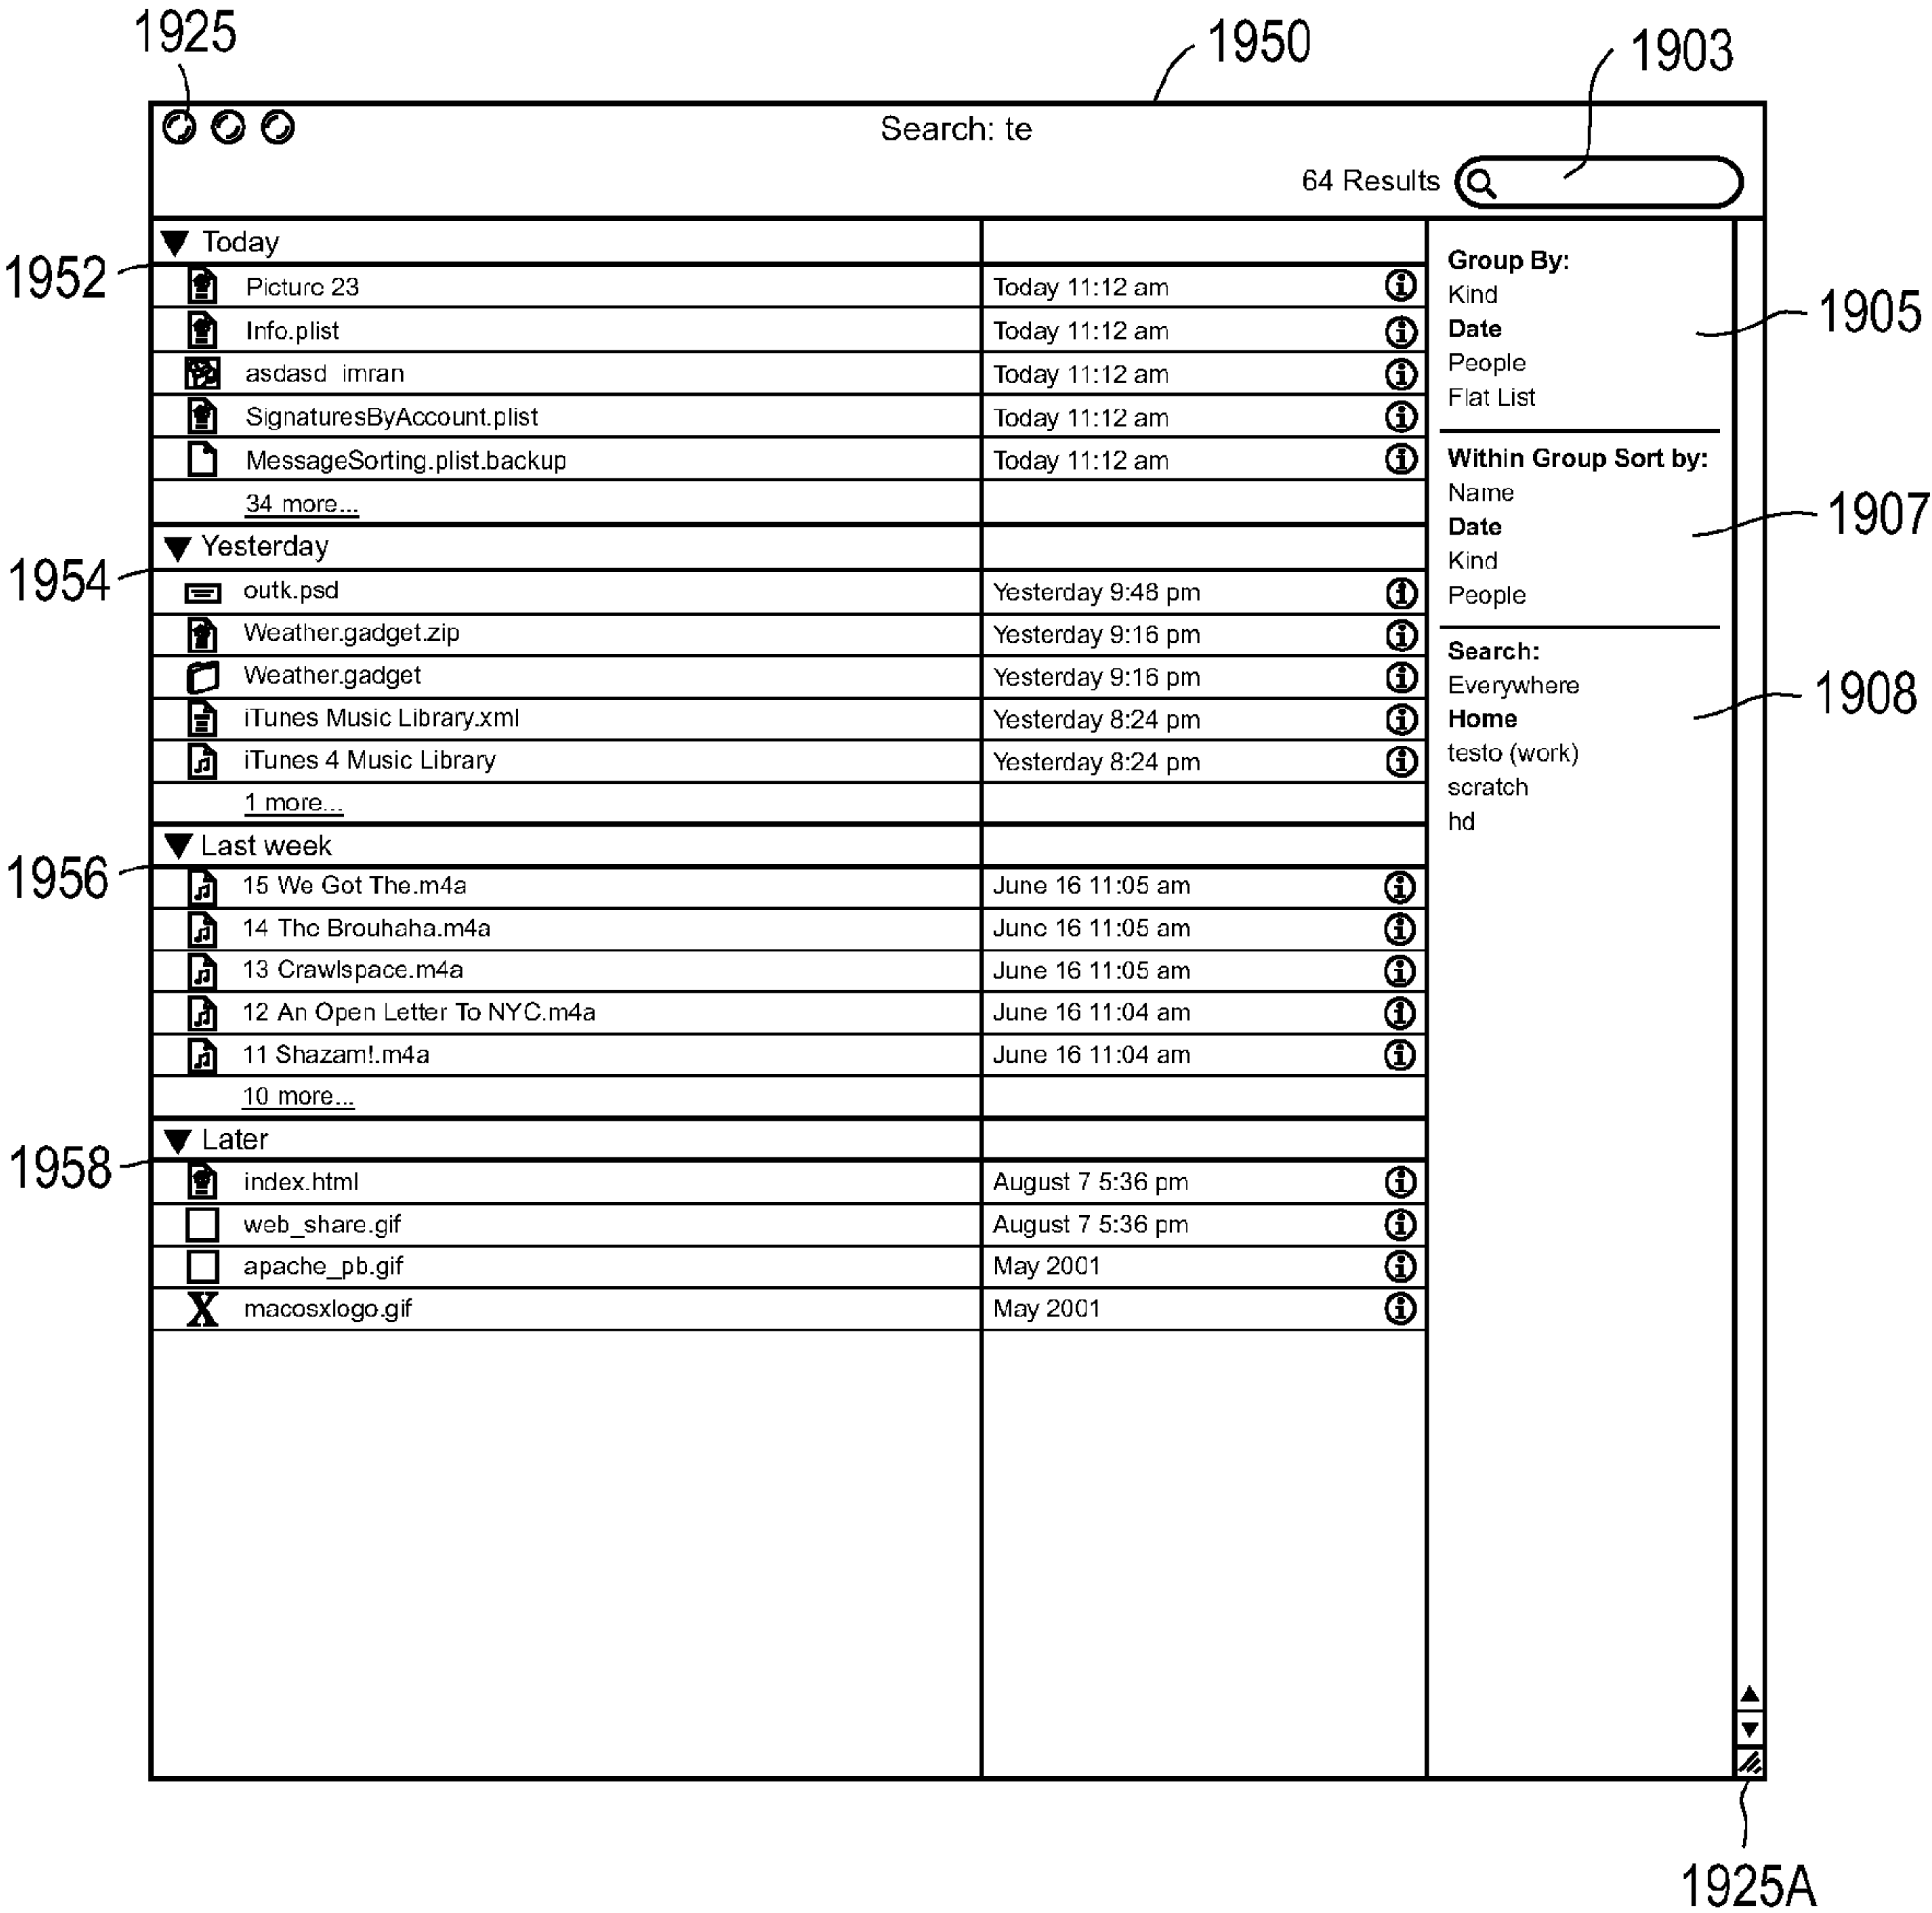 1925
1950
1903
Search: te
64 Results
Today
1952
Picture 23
Today 11:12 am
Info.plist
Today 11:12 am
asdasd imran
Today 11:12 am
SignaturesByAccount.plist
Today 11:12 am
MessageSorting.plist.backup
Today 11:12 am
34 more...
Yesterday
1954
outk.psd
Yesterday 9:48 pm
Weather.gadget.zip
Yesterday 9:16 pm
Weather.gadget
Yesterday 9:16 pm
iTunes Music Library.xml
Yesterday 8:24 pm
iTunes 4 Music Library
Yesterday 8:24 pm
1 more...
Last week
1956
15 We Got The.m4a
June 16 11:05 am
14 The Brouhaha.m4a
June 16 11:05 am
13 Crawlspace.m4a
June 16 11:05 am
12 An Open Letter To NYC.m4a
June 16 11:04 am
11 Shazam!.m4a
June 16 11:04 am
10 more...
Later
1958
index.html
August 7 5:36 pm
web_share.gif
August 7 5:36 pm
apache_pb.gif
May 2001
X macosxlogo.gif
May 2001
Group By:
Kind
Date
People
Flat List
1905
Within Group Sort by:
Name
Date
Kind
People
1907
Search:
Everywhere
Home
testo (work)
scratch
hd
1908
1925A